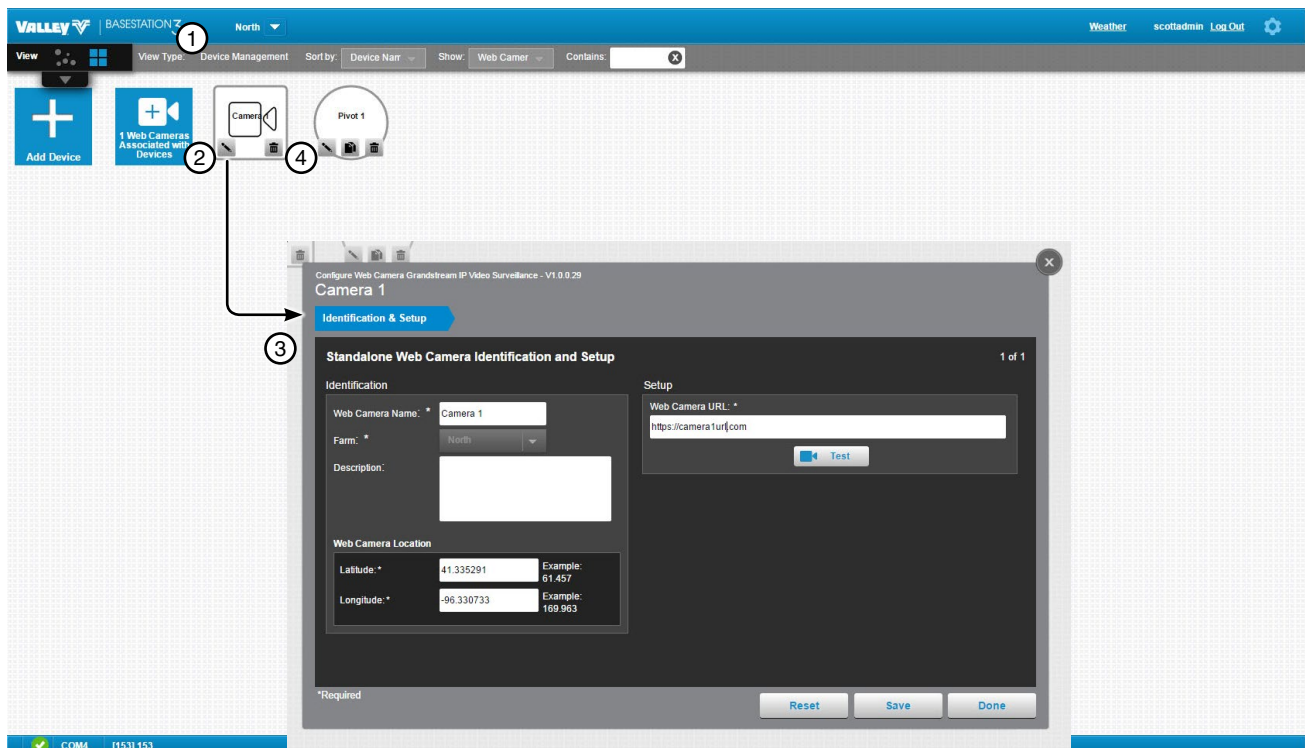 VALLEY | BASESTATION3 North Weather scottadmin Log Out
1
View View Type: Device Management Sort by: Device Nam Show: Web Camer Contains:
Add Device
1 Web Cameras Associated with Devices
Camera 1
Pivot 1
2
4
Configure Web Camera Grandstream IP Video Surveillance - V1.0.0.29
Camera 1
Identification & Setup
3
Standalone Web Camera Identification and Setup 1 of 1
Identification Setup
Web Camera Name: * Camera 1
Web Camera URL: *
https://camera1url.com
Farm: * North
Test
Description:
Web Camera Location
Latitude:* 41.335291 Example: 61.457
Longitude:* -96.330733 Example: 169.963
*Required
Reset Save Done
COM4 [153] 153